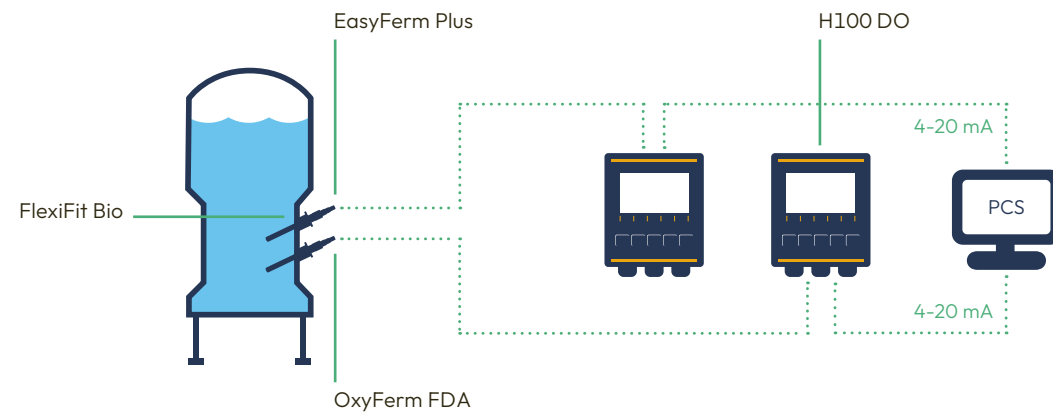 EasyFerm Plus
H100 DO
4-20 mA
FlexiFit Bio
PCS
4-20 mA
OxyFerm FDA